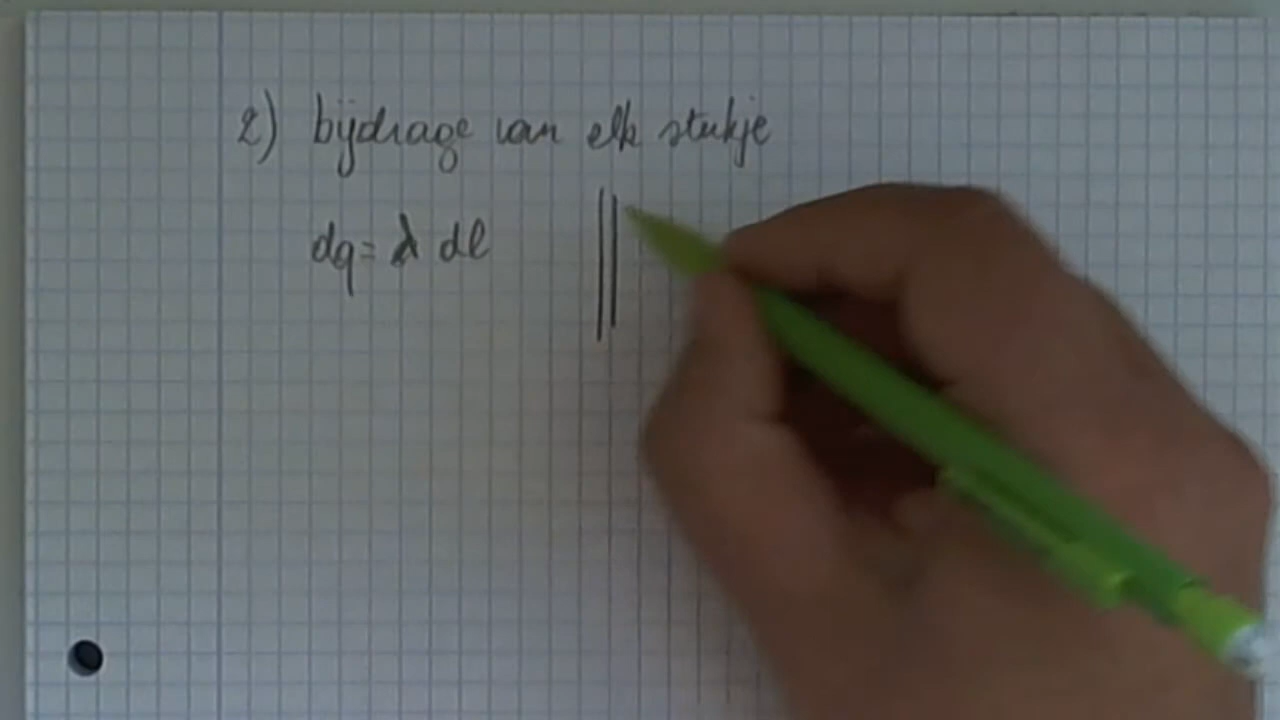 2) bijdrage van elk stukje
dq = λ dl